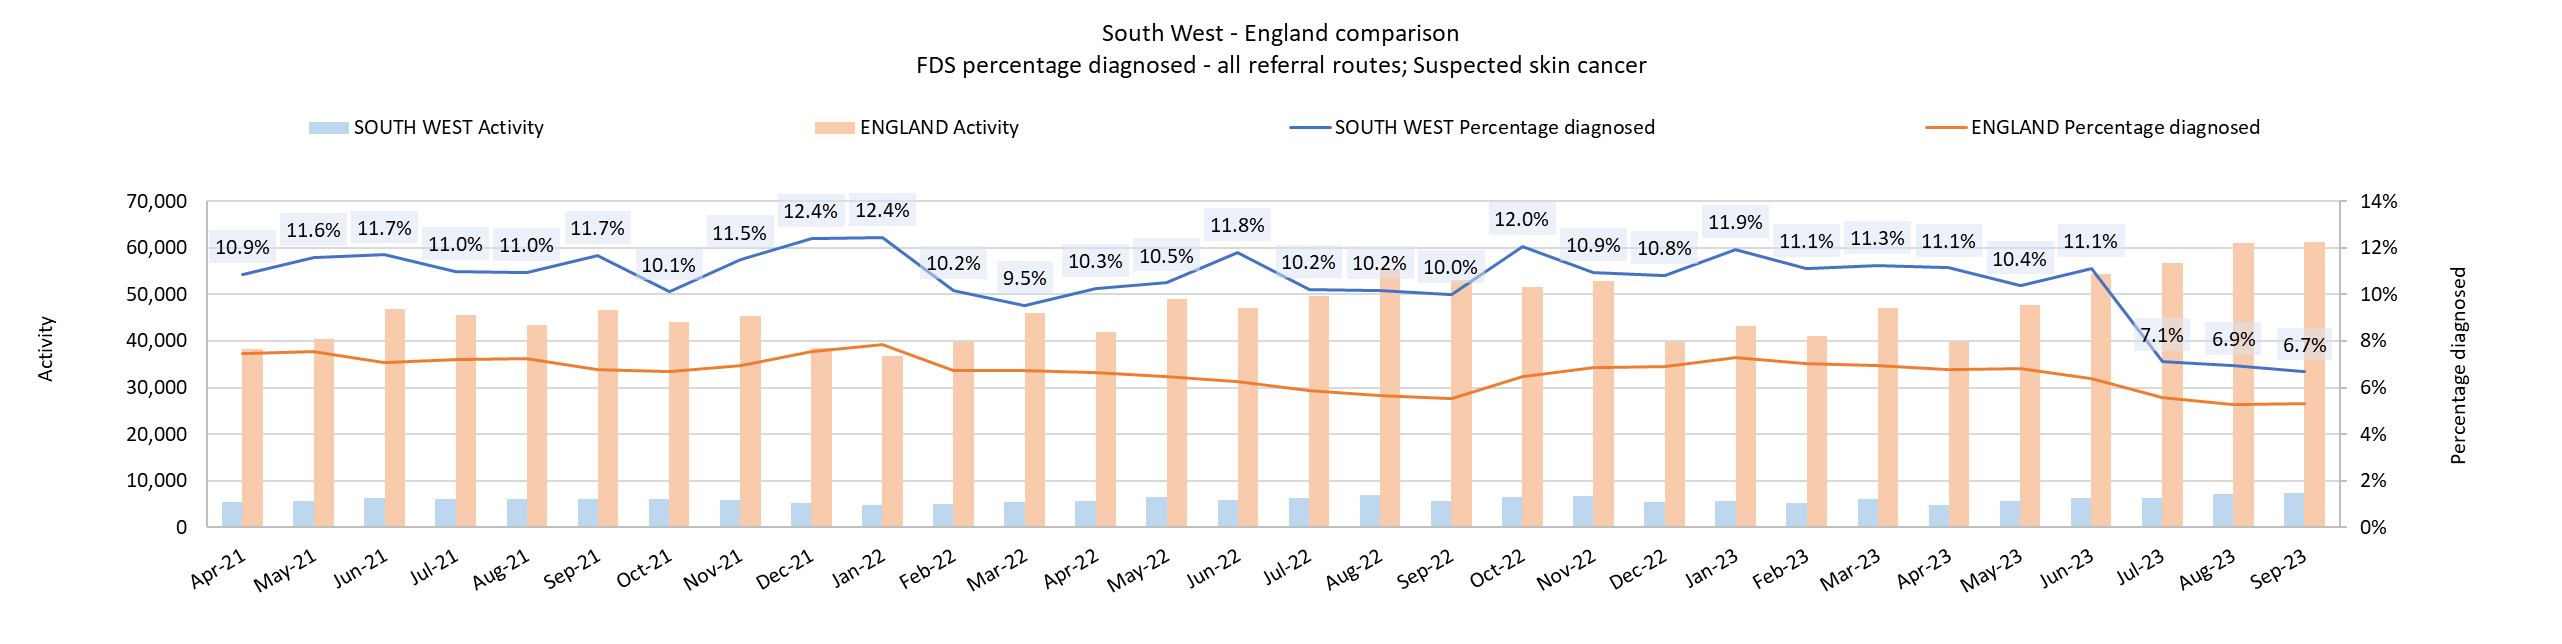 South West - England comparison
FDS percentage diagnosed - all referral routes; Suspected skin cancer
SOUTH WEST Activity ENGLAND Activity SOUTH WEST Percentage diagnosed ENGLAND Percentage diagnosed
Activity
70,000
60,000
50,000
40,000
30,000
20,000
10,000
0
10.9% 11.6% 11.7% 11.0% 11.0% 11.7% 10.1% 11.5% 12.4% 12.4% 10.2% 9.5% 10.3% 10.5% 11.8% 10.2% 10.2% 10.0% 12.0% 10.9% 10.8% 11.9% 11.1% 11.3% 11.1% 10.4% 11.1% 7.1% 6.9% 6.7%
14%
12%
10%
8%
6%
4%
2%
0%
Percentage diagnosed
Apr-21 May-21 Jun-21 Jul-21 Aug-21 Sep-21 Oct-21 Nov-21 Dec-21 Jan-22 Feb-22 Mar-22 Apr-22 May-22 Jun-22 Jul-22 Aug-22 Sep-22 Oct-22 Nov-22 Dec-22 Jan-23 Feb-23 Mar-23 Apr-23 May-23 Jun-23 Jul-23 Aug-23 Sep-23